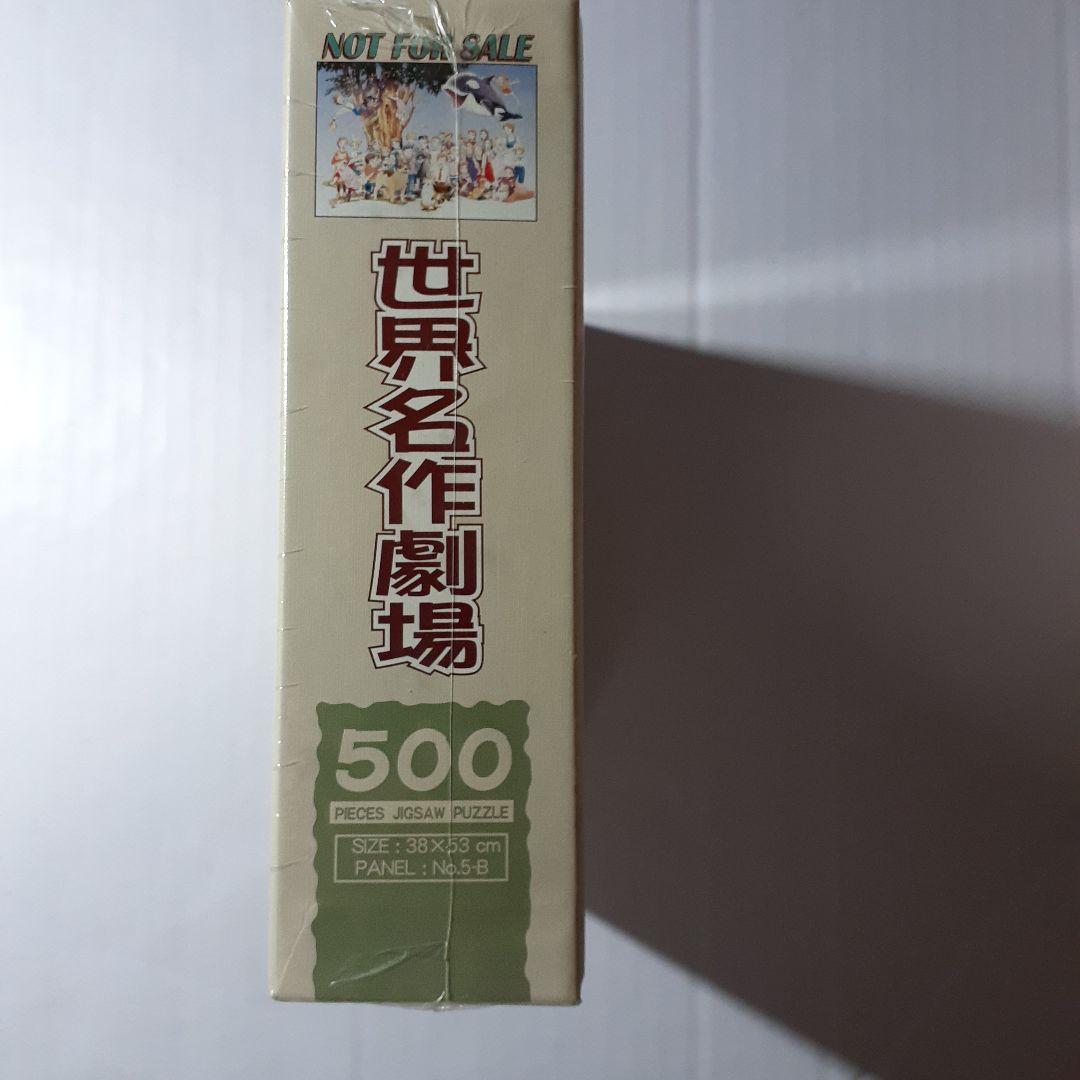 NOT FOR SALE
世界名作劇場
500
PIECES JIGSAW PUZZLE
SIZE : 38×53 cm
PANEL : No.5-B